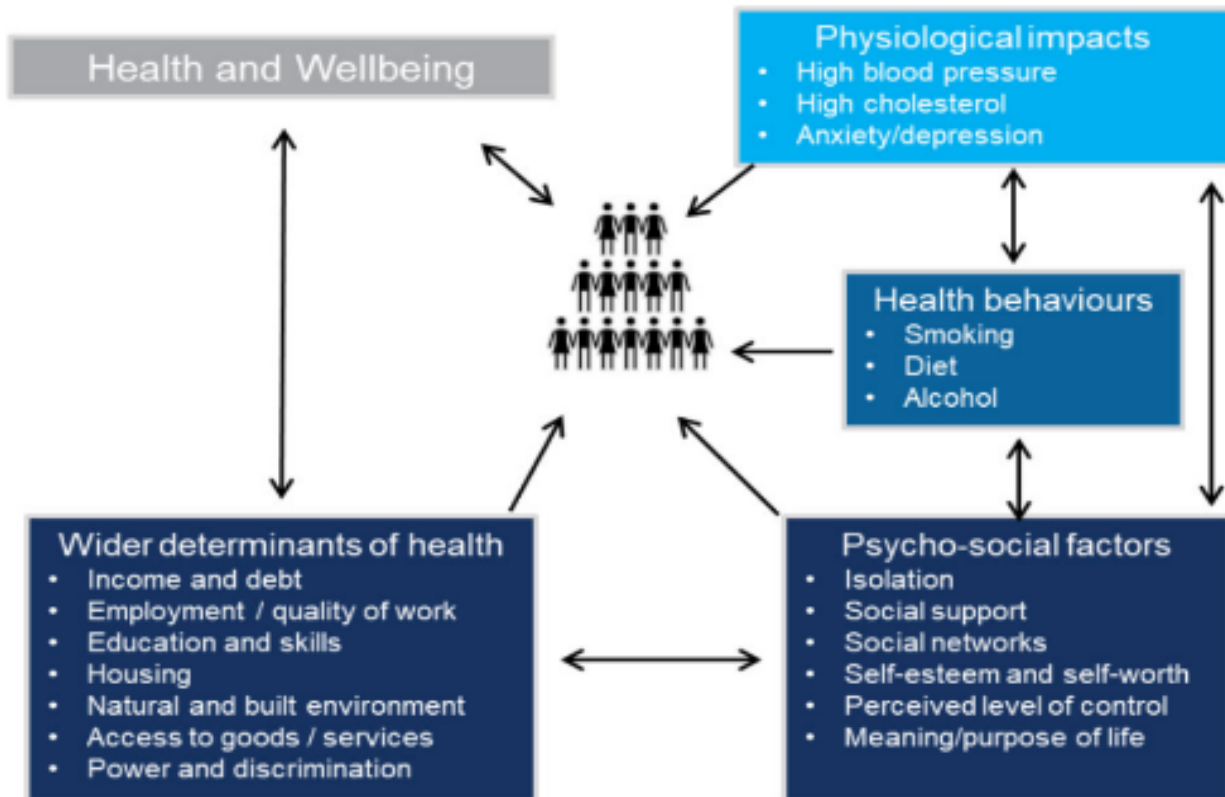 Health and Wellbeing
Physiological impacts
• High blood pressure
• High cholesterol
• Anxiety/depression
Health behaviours
• Smoking
• Diet
• Alcohol
Wider determinants of health
• Income and debt
• Employment / quality of work
• Education and skills
• Housing
• Natural and built environment
• Access to goods / services
• Power and discrimination
Psycho-social factors
• Isolation
• Social support
• Social networks
• Self-esteem and self-worth
• Perceived level of control
• Meaning/purpose of life